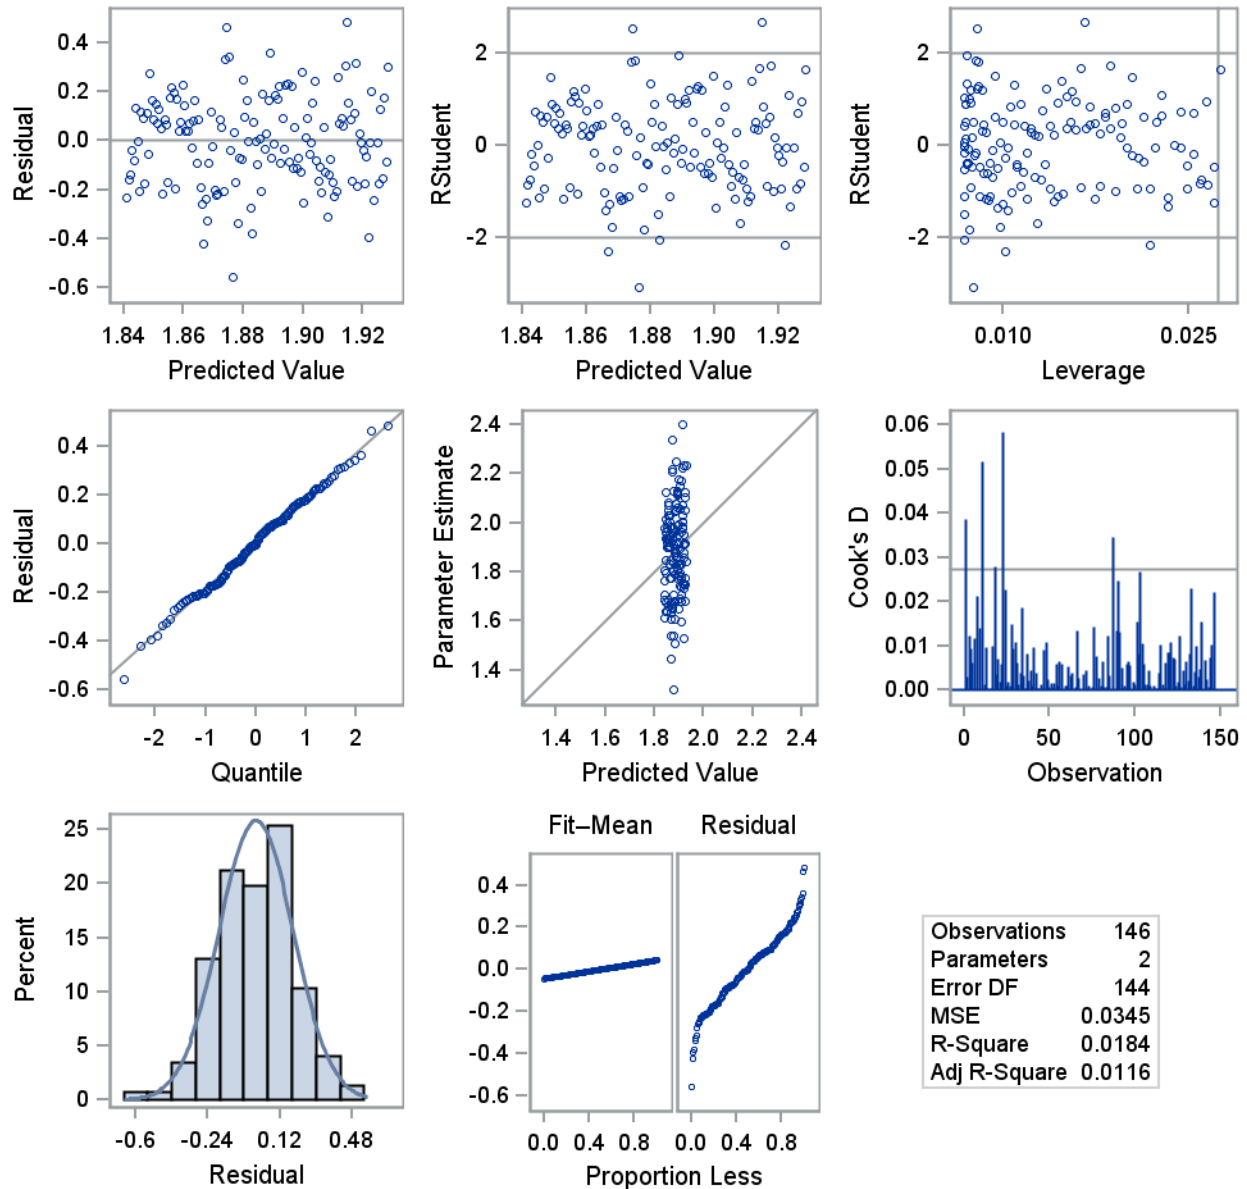 0.4
0.2
0.0
-0.2
-0.4
-0.6
Residual
1.84 1.86 1.88 1.90 1.92
Predicted Value
2
0
-2
RStudent
1.84 1.86 1.88 1.90 1.92
Predicted Value
2
0
-2
RStudent
0.010 0.025
Leverage
0.4
0.2
0.0
-0.2
-0.4
-0.6
Residual
-2 -1 0 1 2
Quantile
2.4
2.2
2.0
1.8
1.6
1.4
Parameter Estimate
1.4 1.6 1.8 2.0 2.2 2.4
Predicted Value
0.06
0.05
0.04
0.03
0.02
0.01
0.00
Cook's D
0 50 100 150
Observation
25
20
15
10
5
0
Percent
-0.6 -0.24 0.12 0.48
Residual
Fit–Mean Residual
0.4
0.2
0.0
-0.2
-0.4
-0.6
0.0 0.4 0.8 0.0 0.4 0.8
Proportion Less
Observations 146
Parameters 2
Error DF 144
MSE 0.0345
R-Square 0.0184
Adj R-Square 0.0116